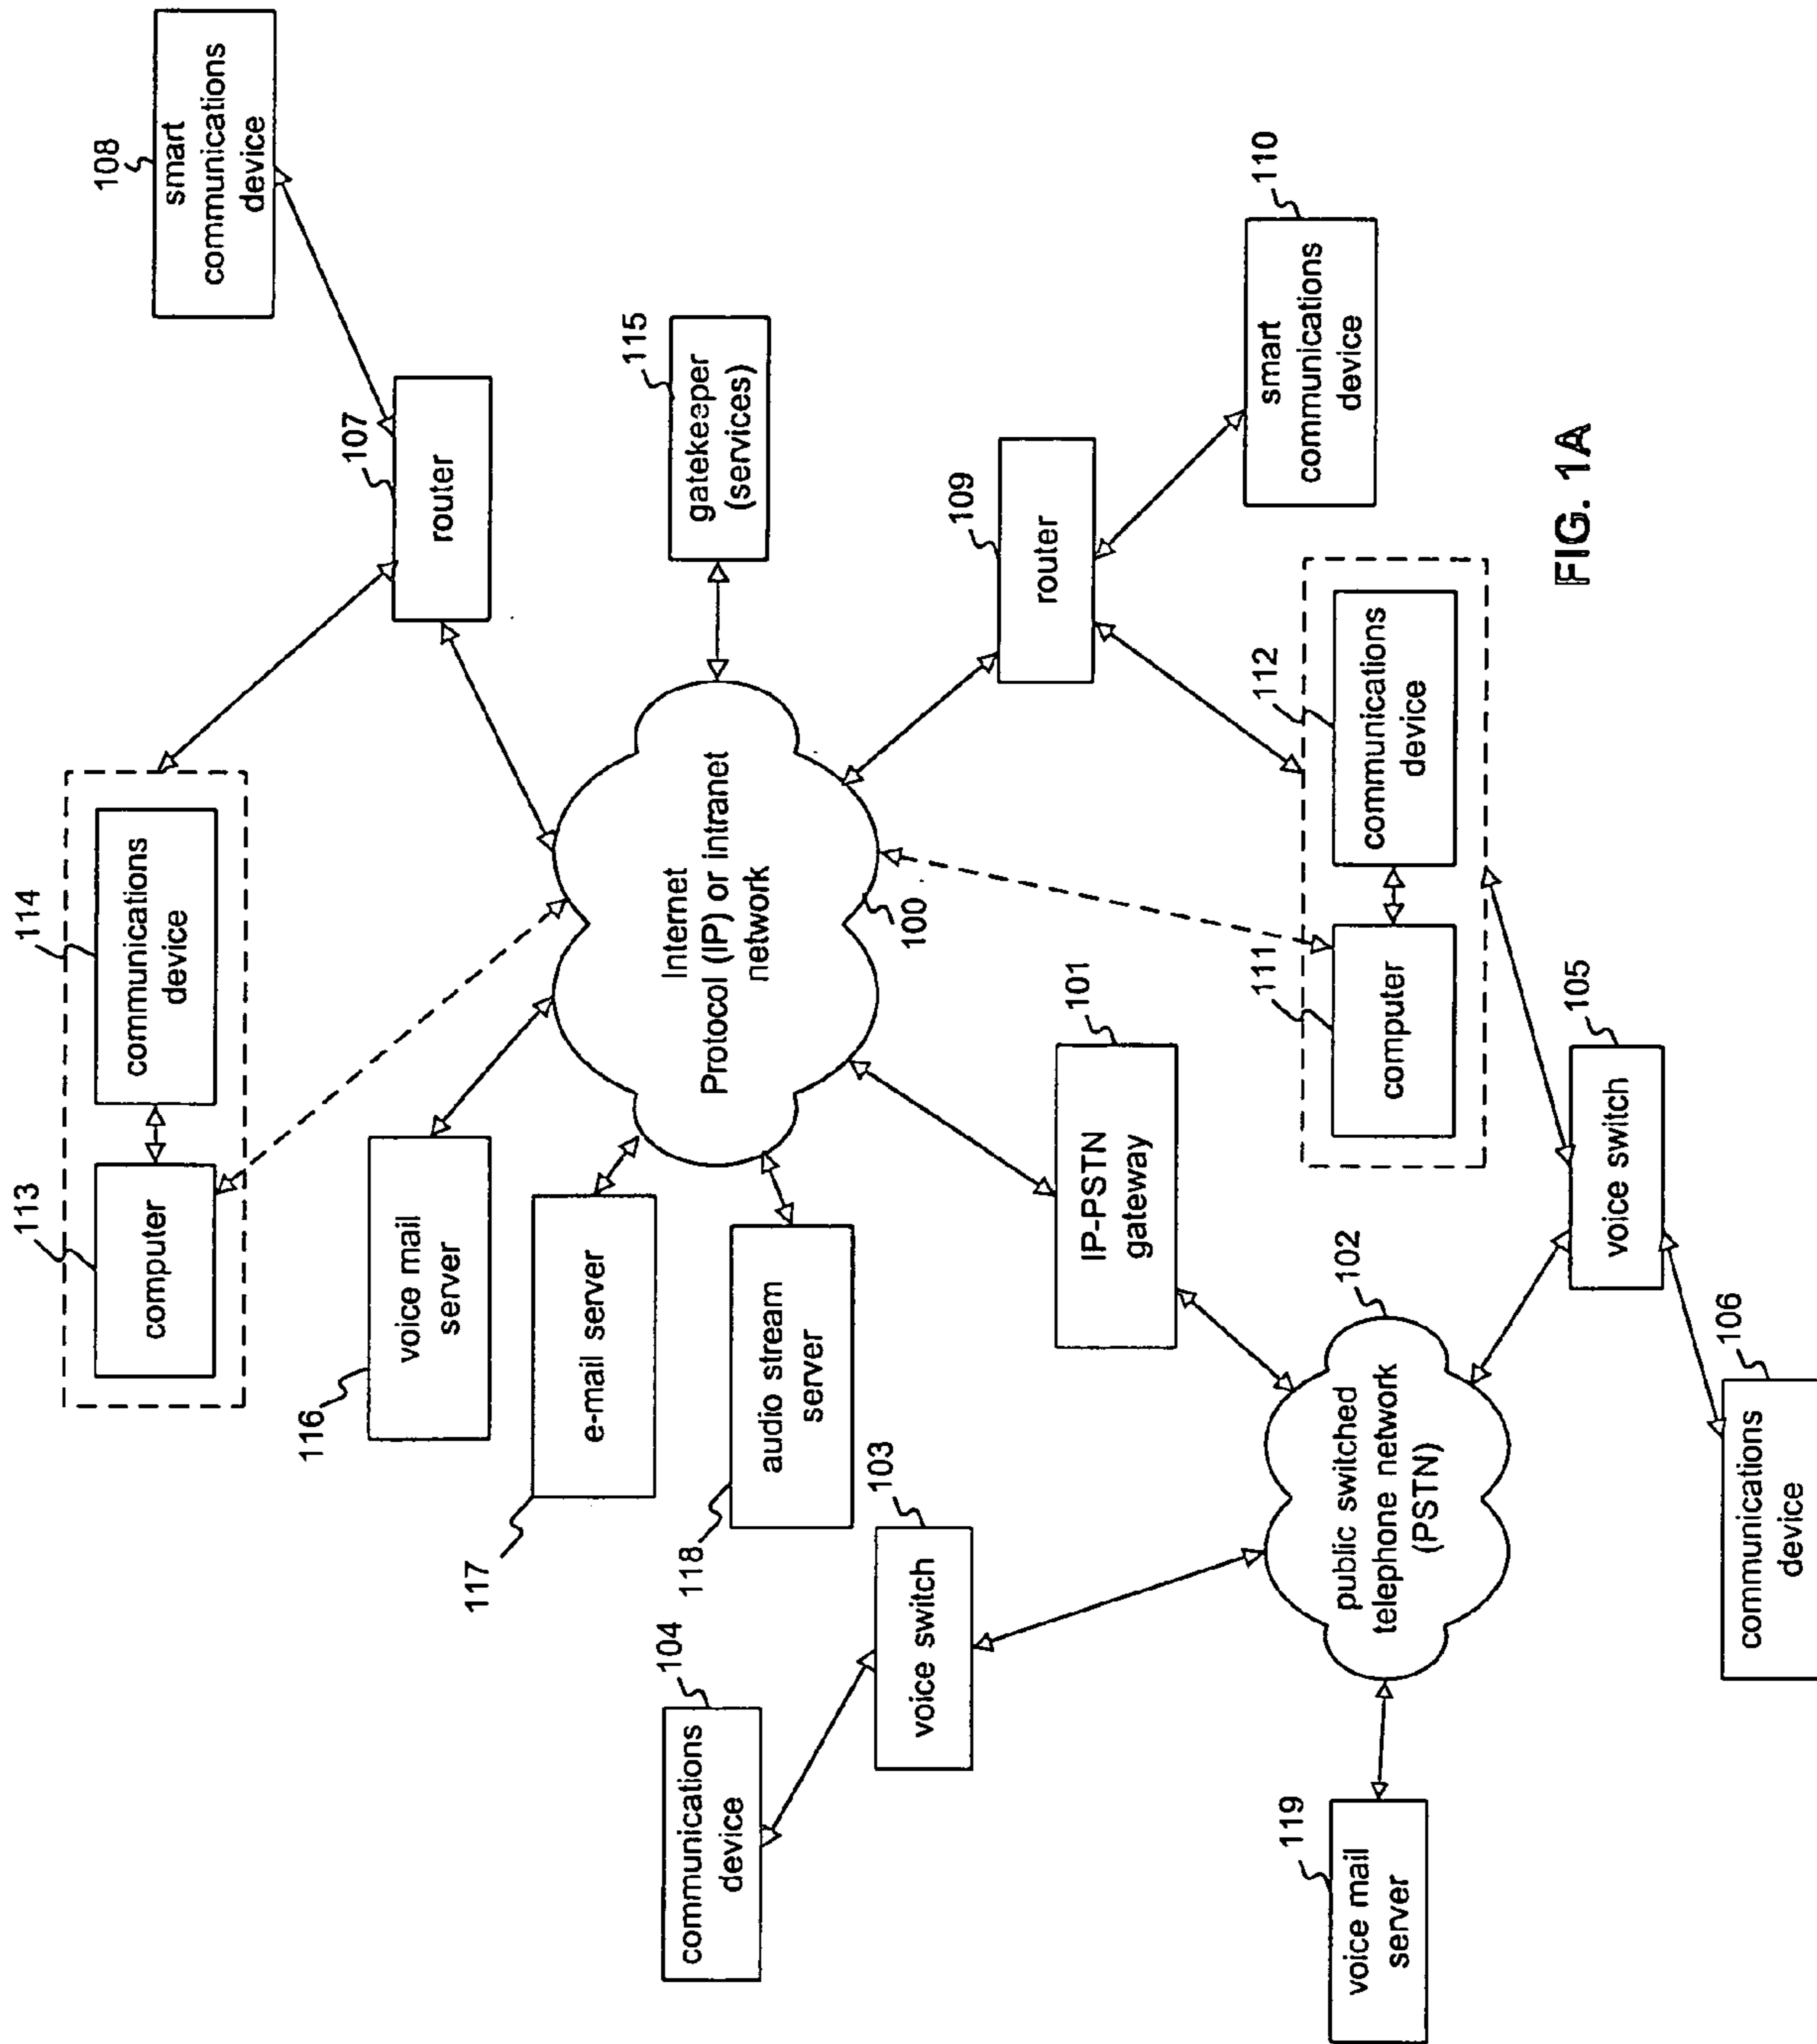 113
computer
114
communications
device
108
smart
communications
device
116
voice mail
server
107
router
117
e-mail server
118
audio stream
server
Internet
Protocol (IP) or intranet
network
100
115
gatekeeper
(services)
104
communications
device
103
voice switch
101
IP-PSTN
gateway
109
router
110
smart
communications
device
119
voice mail
server
102
public switched
telephone network
(PSTN)
111
computer
112
communications
device
105
voice switch
106
communications
device
FIG. 1A